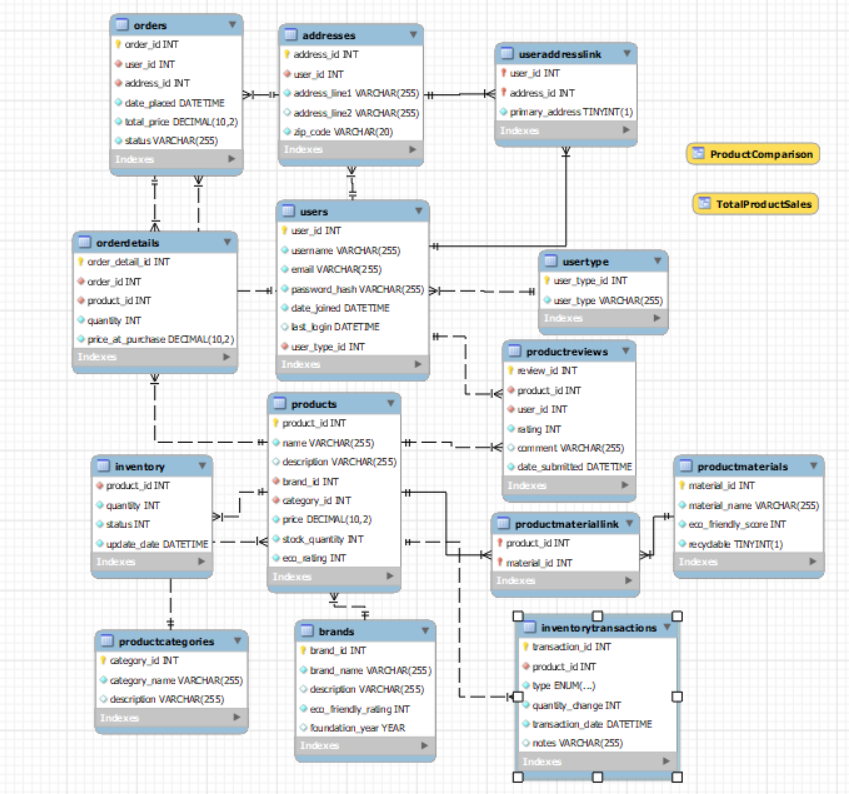 orders
order_id INT
user_id INT
address_id INT
date_placed DATETIME
total_price DECIMAL(10,2)
status VARCHAR(255)
Indexes
addresses
address_id INT
user_id INT
address_line1 VARCHAR(255)
address_line2 VARCHAR(255)
zip_code VARCHAR(20)
Indexes
useraddresslink
user_id INT
address_id INT
primary_address TINYINT(1)
Indexes
ProductComparison
TotalProductSales
orderdetails
order_detail_id INT
order_id INT
product_id INT
quantity INT
price_at_purchase DECIMAL(10,2)
Indexes
users
user_id INT
username VARCHAR(255)
email VARCHAR(255)
password_hash VARCHAR(255)
date_joined DATETIME
last_login DATETIME
user_type_id INT
Indexes
usertype
user_type_id INT
user_type VARCHAR(255)
Indexes
productreviews
review_id INT
product_id INT
user_id INT
rating INT
comment VARCHAR(255)
date_submitted DATETIME
Indexes
products
product_id INT
name VARCHAR(255)
description VARCHAR(255)
brand_id INT
category_id INT
price DECIMAL(10,2)
stock_quantity INT
eco_rating INT
Indexes
inventory
product_id INT
quantity INT
status INT
update_date DATETIME
Indexes
productmaterials
material_id INT
material_name VARCHAR(255)
eco_friendly_score INT
recyclable TINYINT(1)
Indexes
productmateriallink
product_id INT
material_id INT
Indexes
productcategories
category_id INT
category_name VARCHAR(255)
description VARCHAR(255)
Indexes
brands
brand_id INT
brand_name VARCHAR(255)
description VARCHAR(255)
eco_friendly_rating INT
foundation_year YEAR
Indexes
inventorytransactions
transaction_id INT
product_id INT
type ENUM(...)
quantity_change INT
transaction_date DATETIME
notes VARCHAR(255)
Indexes